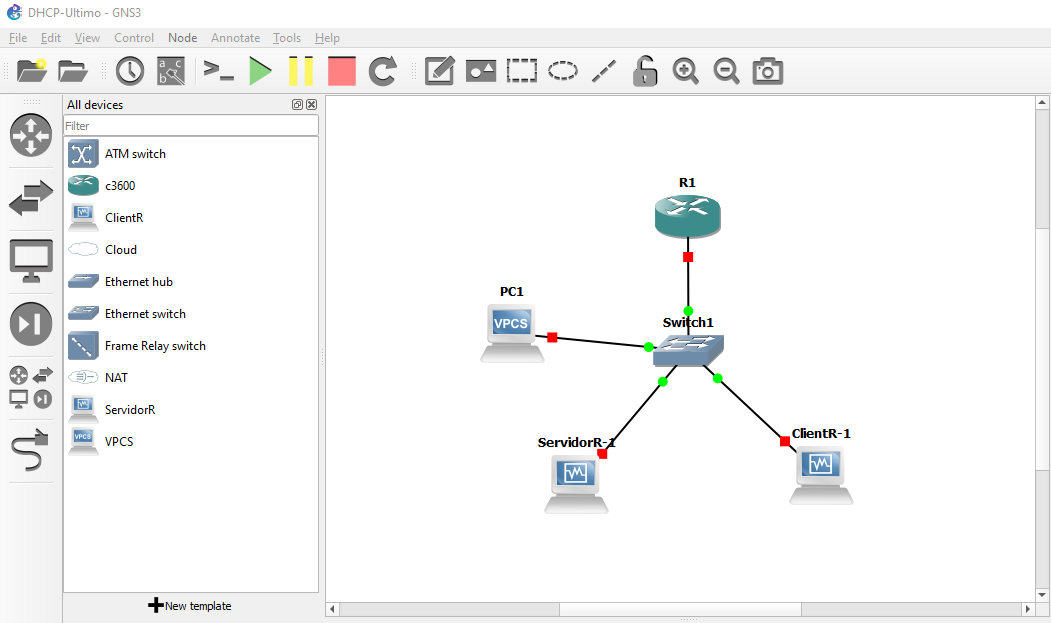 DHCP-Ultimo - GNS3
File Edit View Control Node Annotate Tools Help
All devices
Filter
ATM switch
c3600
ClientR
Cloud
Ethernet hub
Ethernet switch
Frame Relay switch
NAT
ServidorR
VPCS
VPCS
New template
R1
PC1
VPCS
Switch1
ServidorR-1
ClientR-1